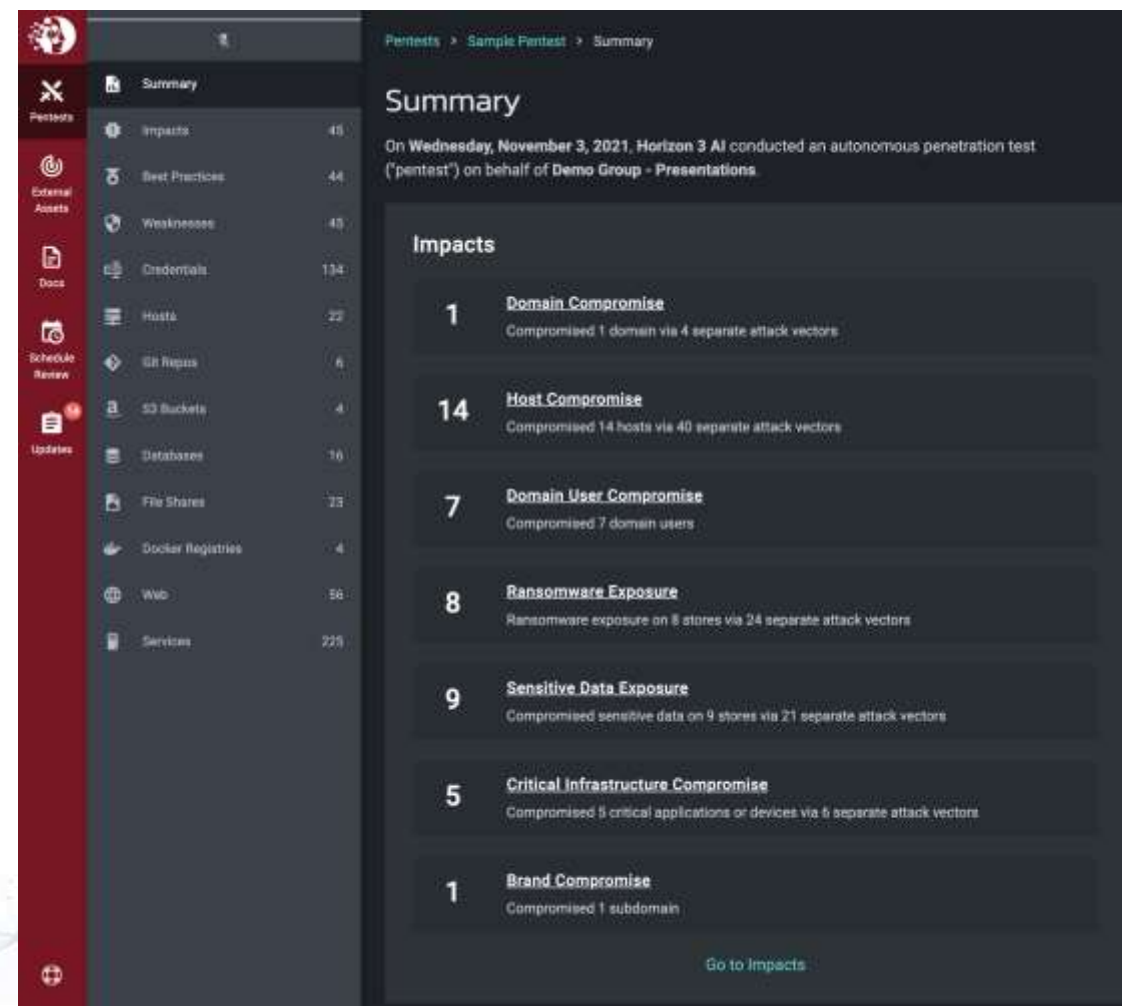 Pentests
External
Assets
Docs
Schedule
Review
Updates
14
Summary
Impacts 45
Best Practices 44
Weaknesses 45
Credentials 134
Hosts 22
Git Repos 6
S3 Buckets 4
Databases 16
File Shares 23
Docker Registries 4
Web 56
Services 225
Pentests > Sample Pentest > Summary
Summary
On Wednesday, November 3, 2021, Horizon 3 AI conducted an autonomous penetration test
("pentest") on behalf of Demo Group - Presentations.
Impacts
1 Domain Compromise
Compromised 1 domain via 4 separate attack vectors
14 Host Compromise
Compromised 14 hosts via 40 separate attack vectors
7 Domain User Compromise
Compromised 7 domain users
8 Ransomware Exposure
Ransomware exposure on 8 stores via 24 separate attack vectors
9 Sensitive Data Exposure
Compromised sensitive data on 9 stores via 21 separate attack vectors
5 Critical Infrastructure Compromise
Compromised 5 critical applications or devices via 6 separate attack vectors
1 Brand Compromise
Compromised 1 subdomain
Go to Impacts